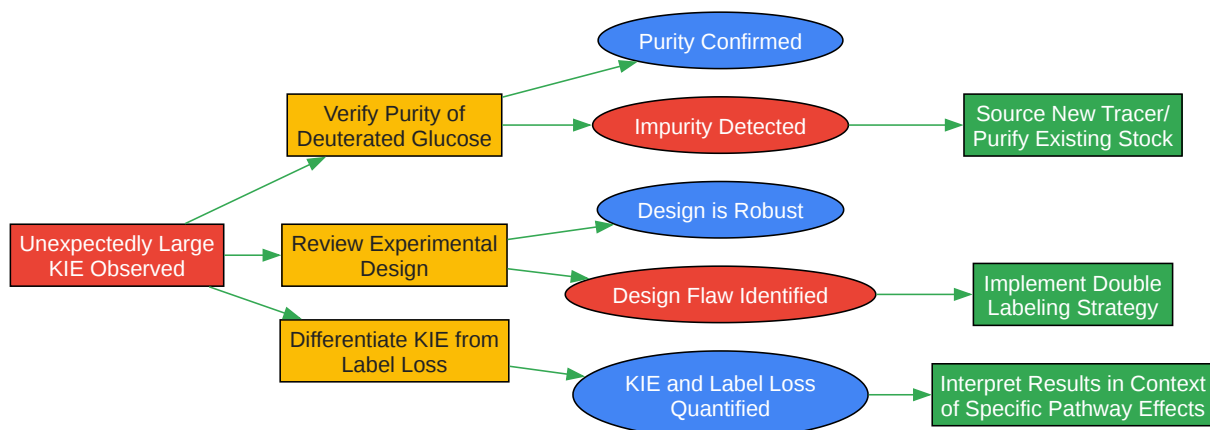 Purity Confirmed
Verify Purity of
Deuterated Glucose
Impurity Detected
Source New Tracer/
Purify Existing Stock
Unexpectedly Large
KIE Observed
Review Experimental
Design
Design is Robust
Design Flaw Identified
Implement Double
Labeling Strategy
Differentiate KIE from
Label Loss
KIE and Label Loss
Quantified
Interpret Results in Context
of Specific Pathway Effects